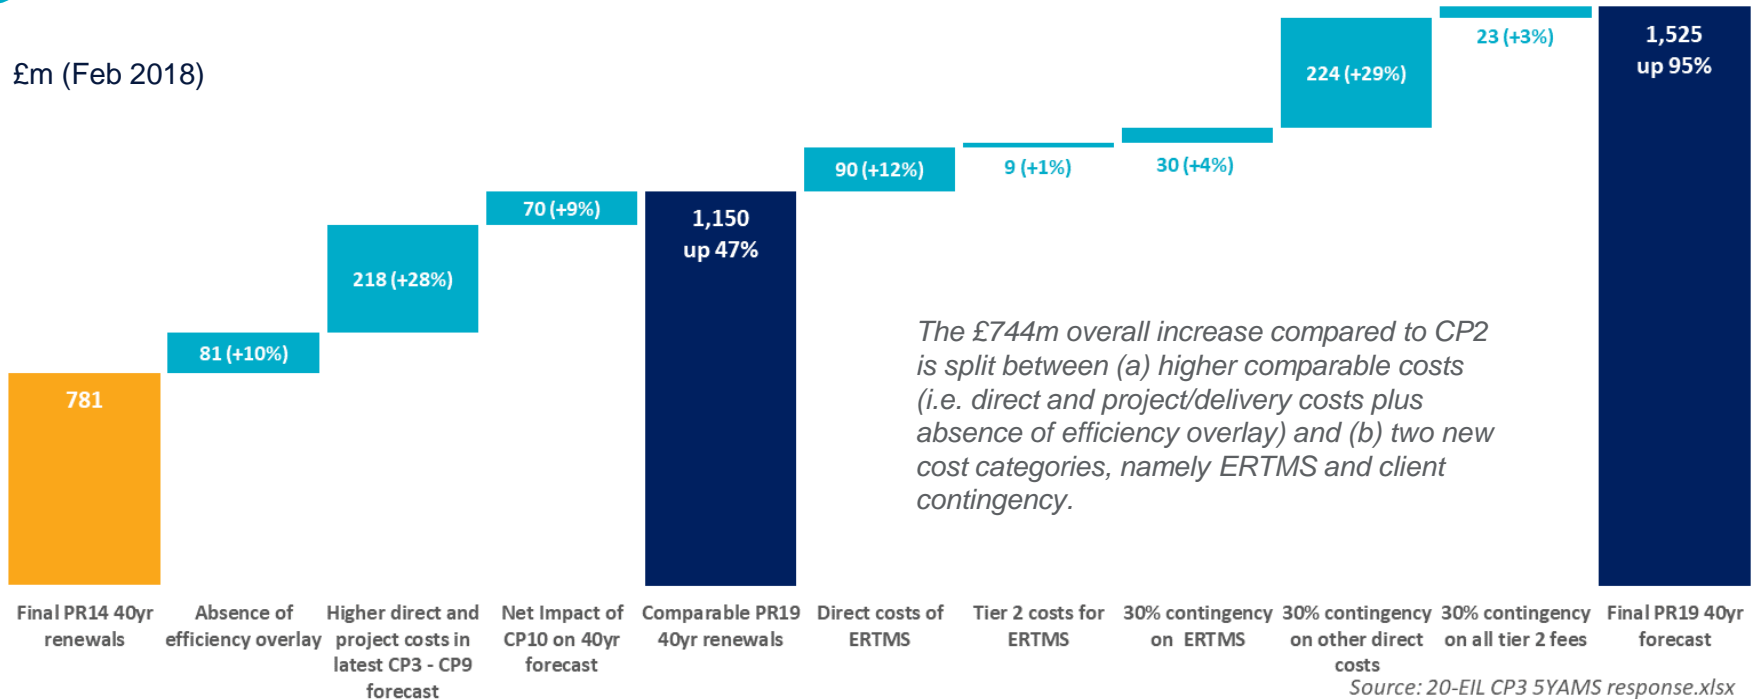 £m (Feb 2018)
781
81 (+10%)
218 (+28%)
70 (+9%)
1,150
up 47%
90 (+12%)
9 (+1%)
30 (+4%)
224 (+29%)
23 (+3%)
1,525
up 95%
The £744m overall increase compared to CP2
is split between (a) higher comparable costs
(i.e. direct and project/delivery costs plus
absence of efficiency overlay) and (b) two new
cost categories, namely ERTMS and client
contingency.
Final PR14 40yr
renewals
Absence of
efficiency overlay
Higher direct and
project costs in
latest CP3 - CP9
forecast
Net Impact of
CP10 on 40yr
forecast
Comparable PR19
40yr renewals
Direct costs of
ERTMS
Tier 2 costs for
ERTMS
30% contingency
on ERTMS
30% contingency
on other direct
costs
30% contingency
on all tier 2 fees
Final PR19 40yr
forecast
Source: 20-EIL CP3 5YAMS response.xlsx